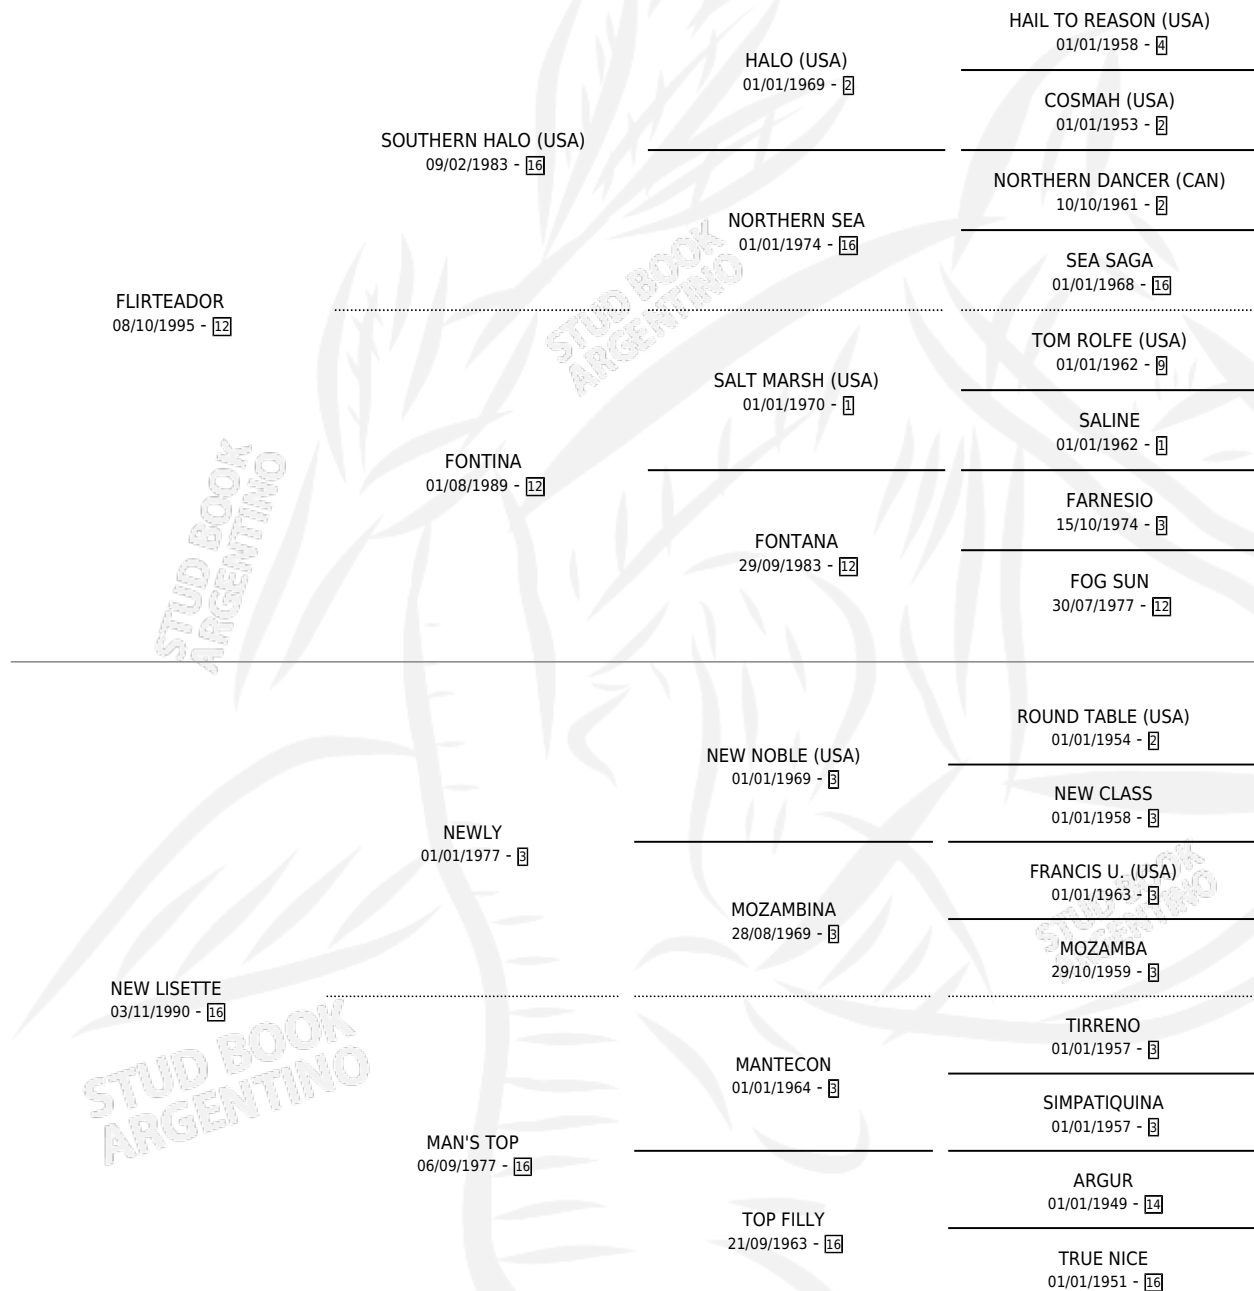 HAIL TO REASON (USA)
01/01/1958 - 4
HALO (USA)
01/01/1969 - 2
COSMAH (USA)
01/01/1953 - 2
SOUTHERN HALO (USA)
09/02/1983 - 16
NORTHERN DANCER (CAN)
10/10/1961 - 2
NORTHERN SEA
01/01/1974 - 16
SEA SAGA
01/01/1968 - 16
FLIRTEADOR
08/10/1995 - 12
STUD BOOK
ARGENTINO
TOM ROLFE (USA)
01/01/1962 - 9
SALT MARSH (USA)
01/01/1970 - 1
SALINE
01/01/1962 - 1
FONTINA
01/08/1989 - 12
FARNESIO
15/10/1974 - 3
FONTANA
29/09/1983 - 12
FOG SUN
30/07/1977 - 12
STUD BOOK
ARGENTINO
ROUND TABLE (USA)
01/01/1954 - 2
NEW NOBLE (USA)
01/01/1969 - 3
NEW CLASS
01/01/1958 - 3
NEWLY
01/01/1977 - 3
FRANCIS U. (USA)
01/01/1963 - 3
MOZAMBINA
28/08/1969 - 3
MOZAMBA
29/10/1959 - 3
STUD BOOK
ARGENTINO
NEW LISETTE
03/11/1990 - 16
STUD BOOK
ARGENTINO
TIRRENO
01/01/1957 - 3
MANTECON
01/01/1964 - 3
SIMPATIQUINA
01/01/1957 - 3
MAN'S TOP
06/09/1977 - 16
ARGUR
01/01/1949 - 14
TOP FILLY
21/09/1963 - 16
TRUE NICE
01/01/1951 - 16